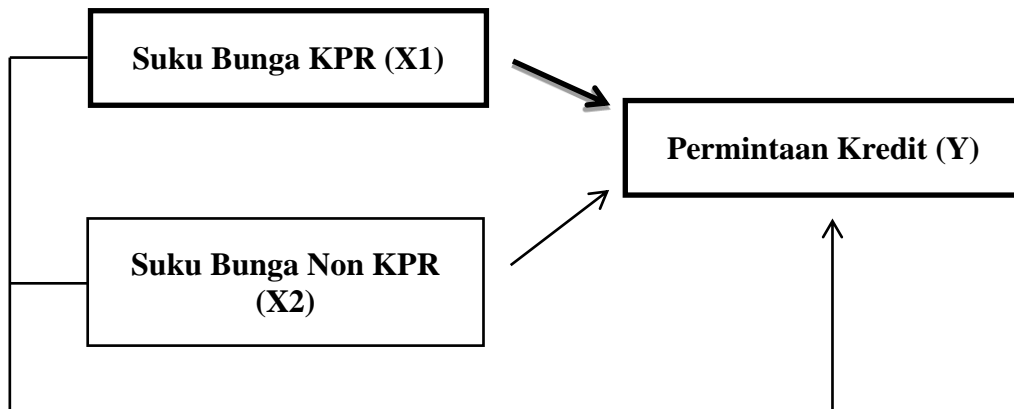 Suku Bunga KPR (X1)
Permintaan Kredit (Y)
Suku Bunga Non KPR
(X2)